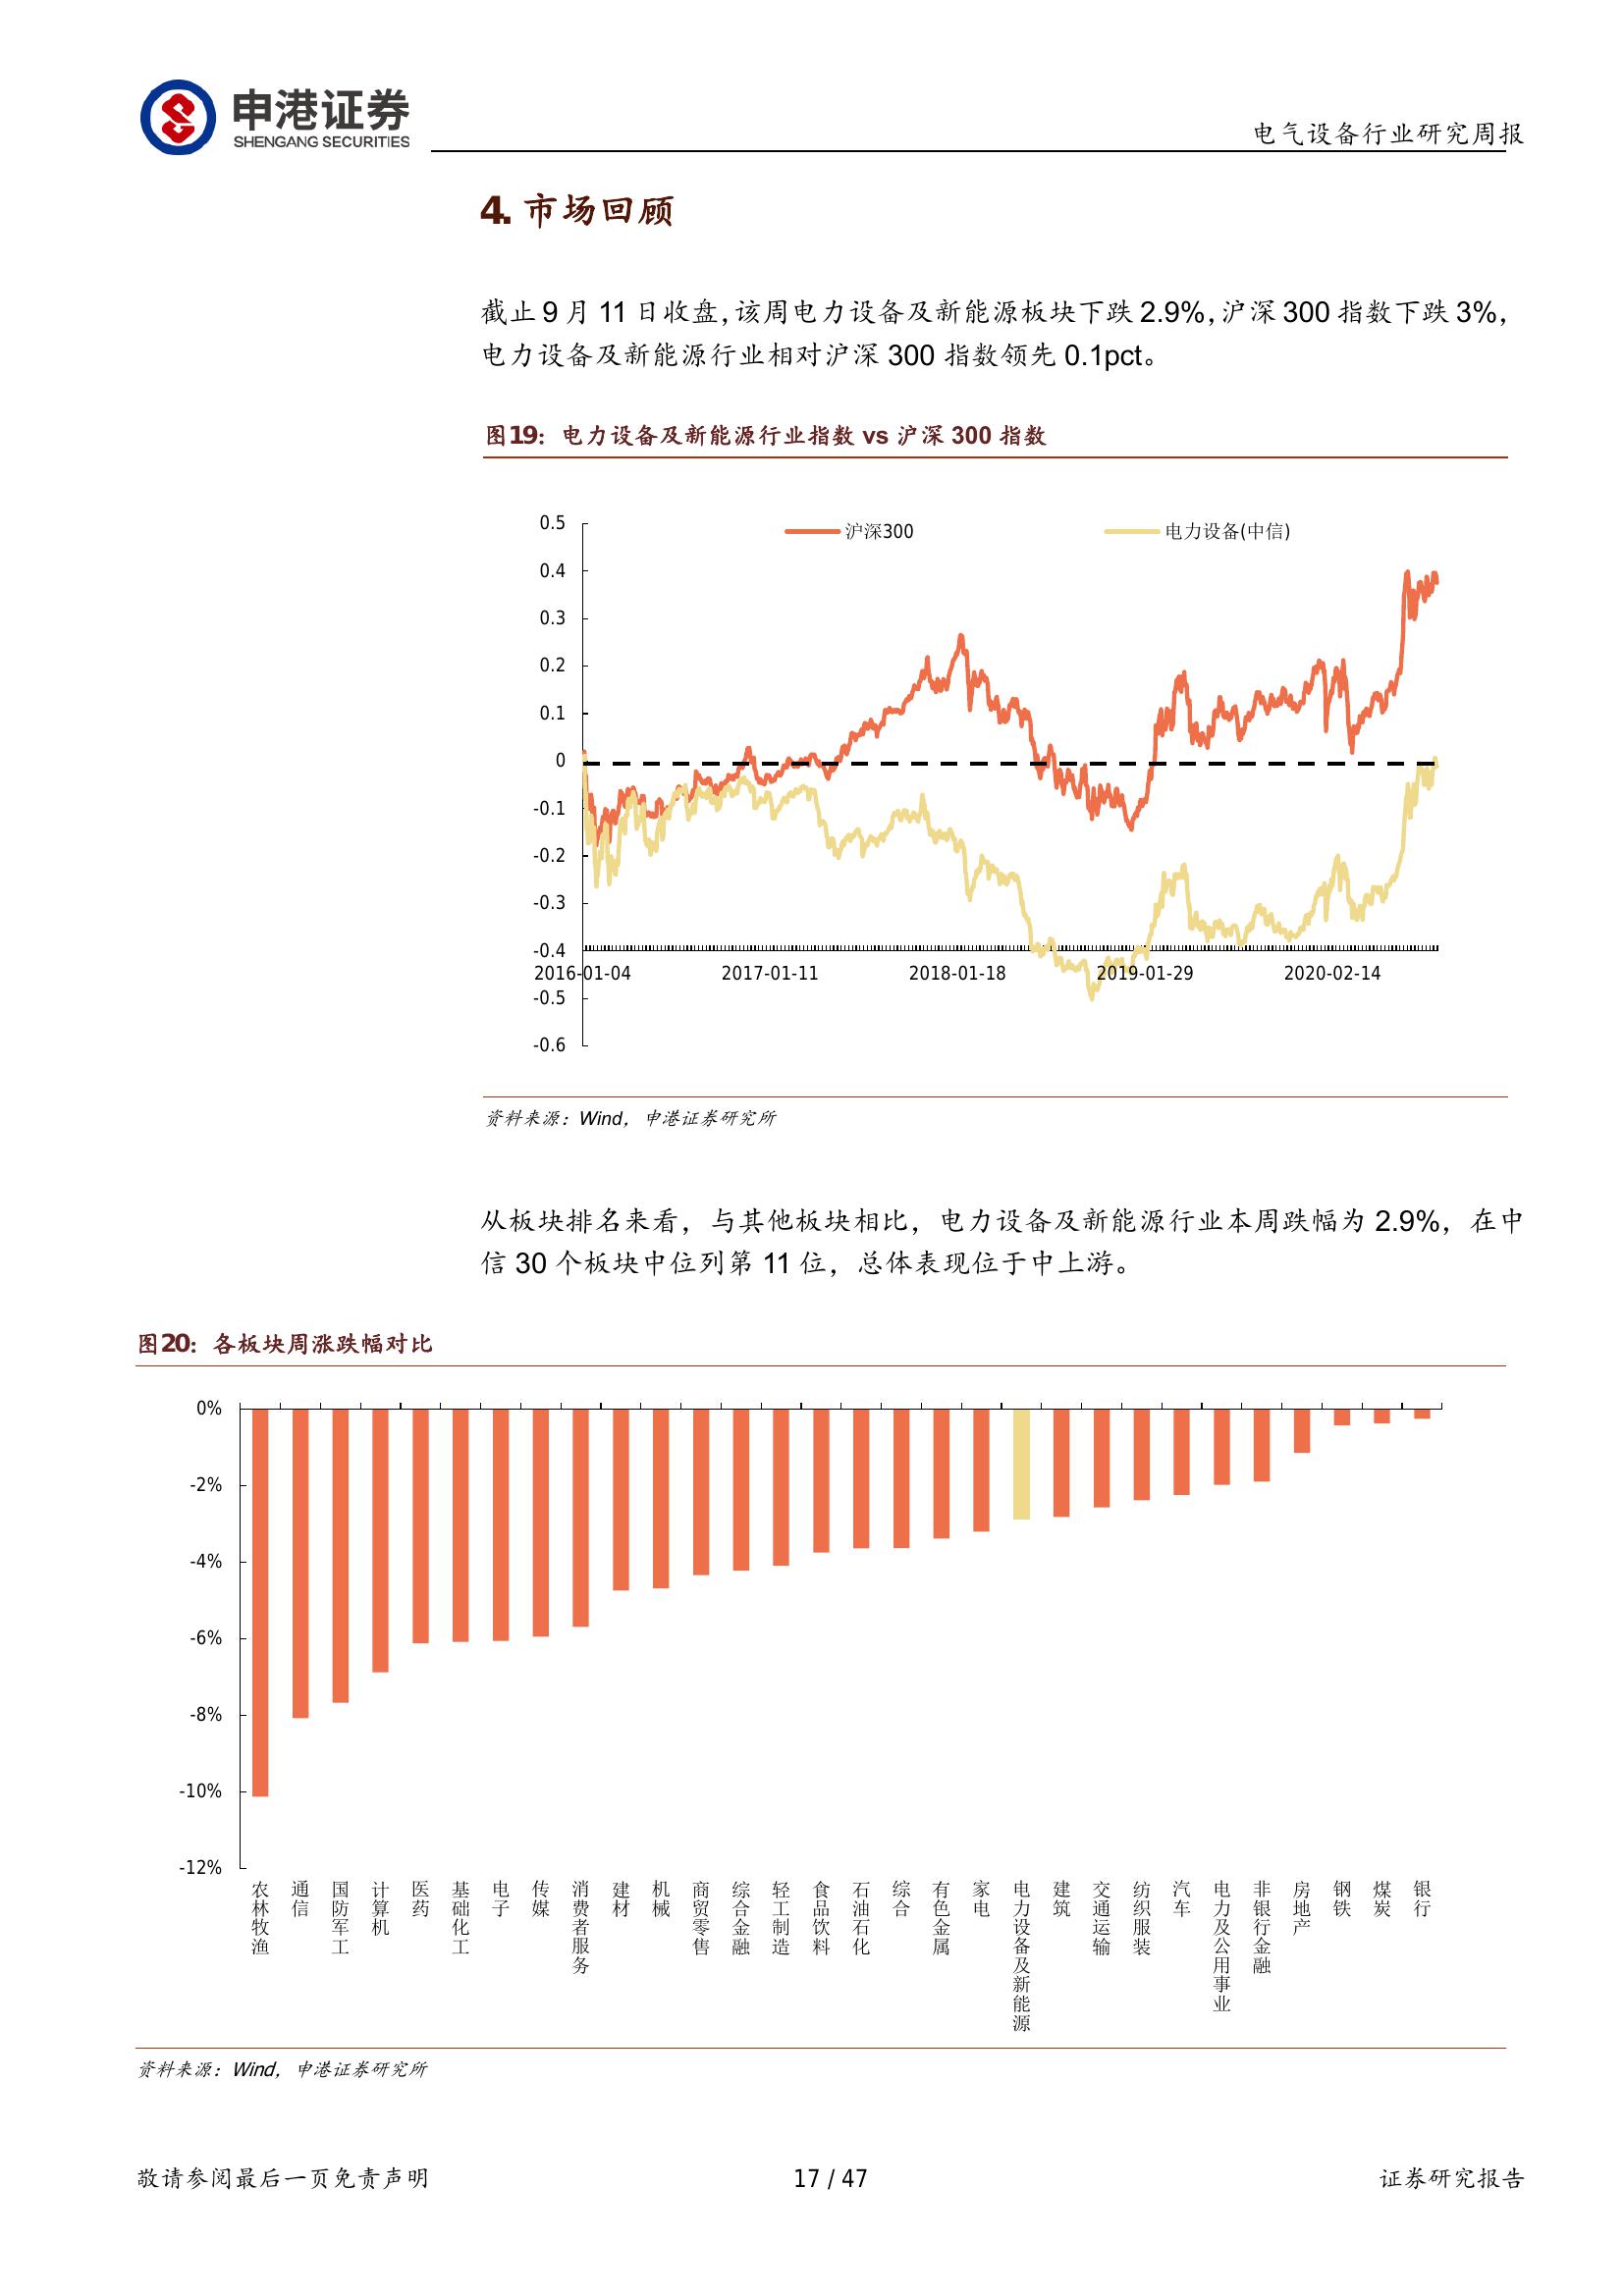 申港证券
SHENGANG SECURITIES
电气设备行业研究周报
4. 市场回顾
截止 9 月 11 日收盘，该周电力设备及新能源板块下跌 2.9%，沪深 300 指数下跌 3%，
电力设备及新能源行业相对沪深 300 指数领先 0.1pct。
图19：电力设备及新能源行业指数 vs 沪深 300 指数
沪深300
电力设备(中信)
0.5
0.4
0.3
0.2
0.1
0
-0.1
-0.2
-0.3
-0.4
2016-01-04 2017-01-11 2018-01-18 2019-01-29 2020-02-14
-0.5
-0.6
资料来源：Wind，申港证券研究所
从板块排名来看，与其他板块相比，电力设备及新能源行业本周跌幅为 2.9%，在中
信 30 个板块中位列第 11 位，总体表现位于中上游。
图20：各板块周涨跌幅对比
0%
-2%
-4%
-6%
-8%
-10%
-12%
农林牧渔
通信
国防军工
计算机
医药
基础化工
电子
传媒
消费者服务
建材
机械
商贸零售
综合金融
轻工制造
食品饮料
石油石化
综合
有色金属
家电
电力设备及新能源
建筑
交通运输
纺织服装
汽车
电力及公用事业
非银行金融
房地产
钢铁
煤炭
银行
资料来源：Wind，申港证券研究所
敬请参阅最后一页免责声明
17 / 47
证券研究报告